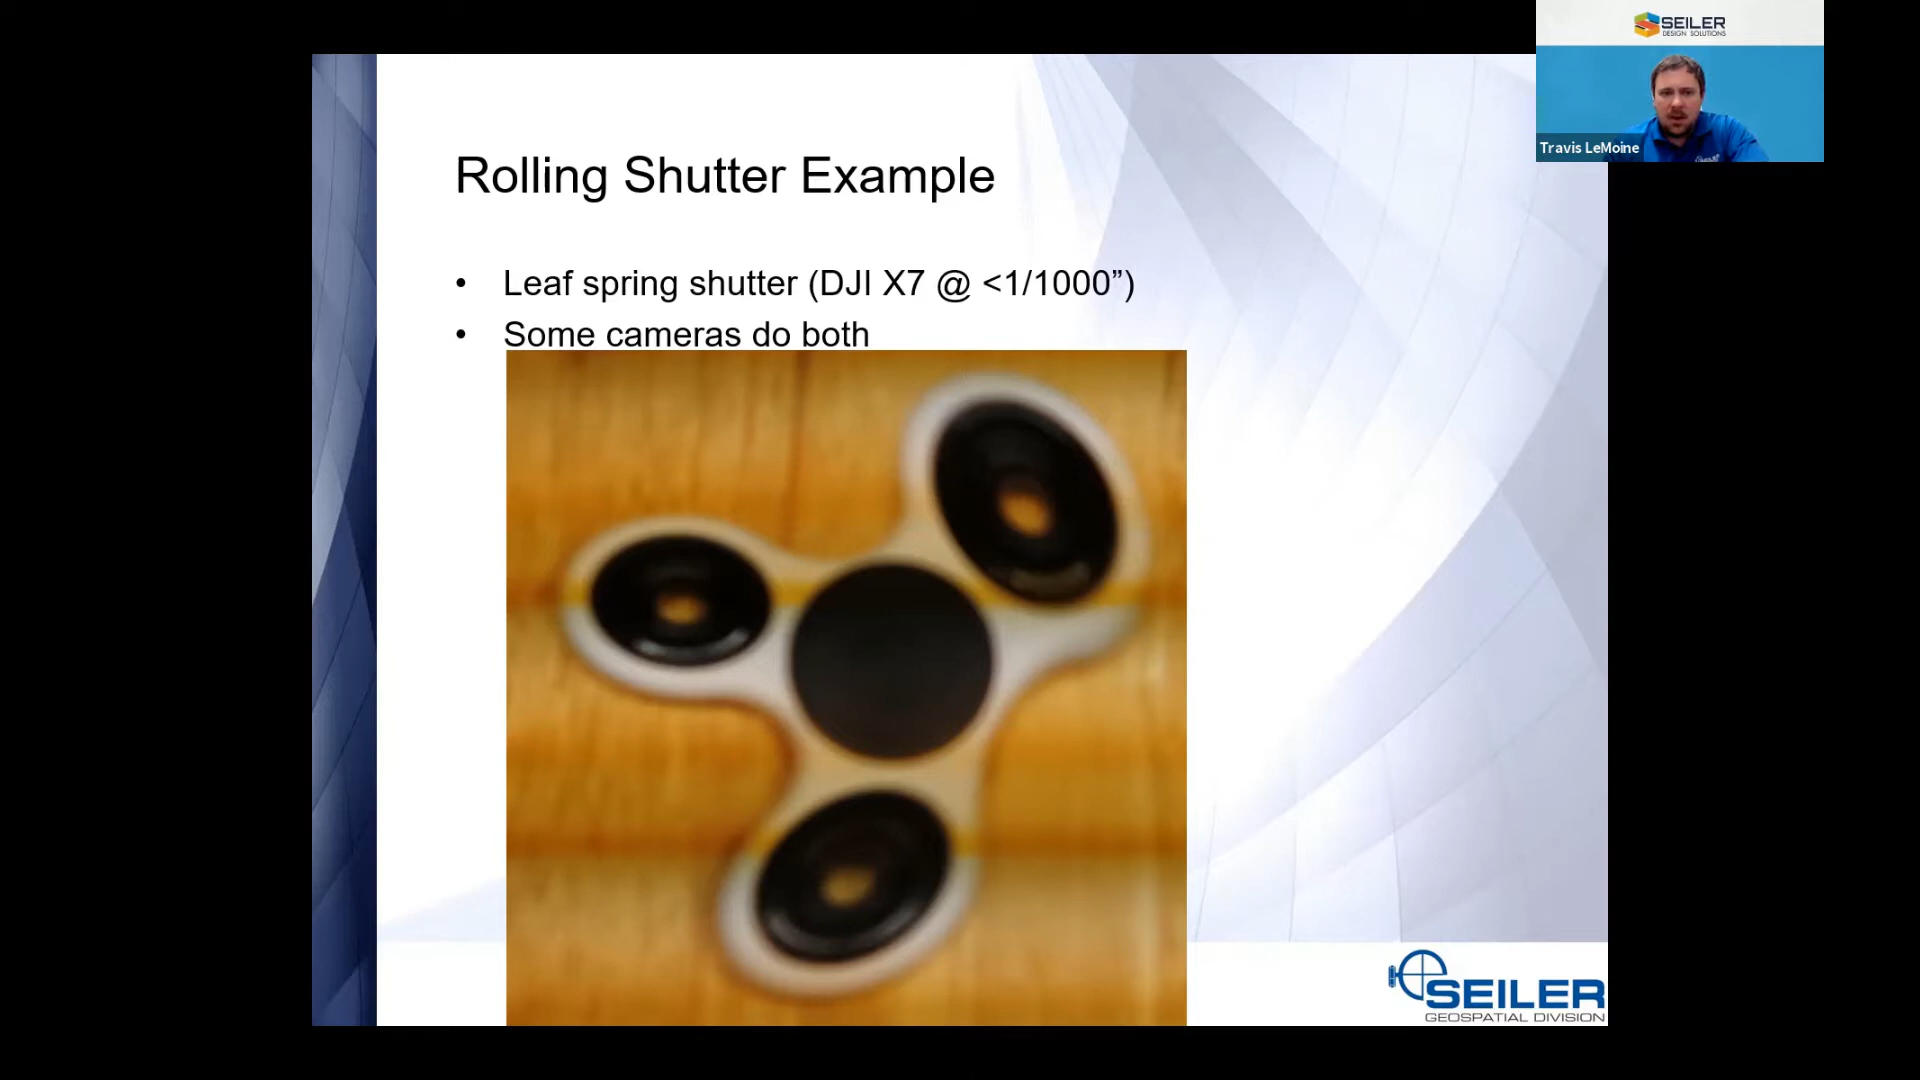 SEILER
DESIGN SOLUTIONS
Travis LeMoine
Rolling Shutter Example
• Leaf spring shutter (DJI X7 @ <1/1000”)
• Some cameras do both
SEILER
GEOSPATIAL DIVISION